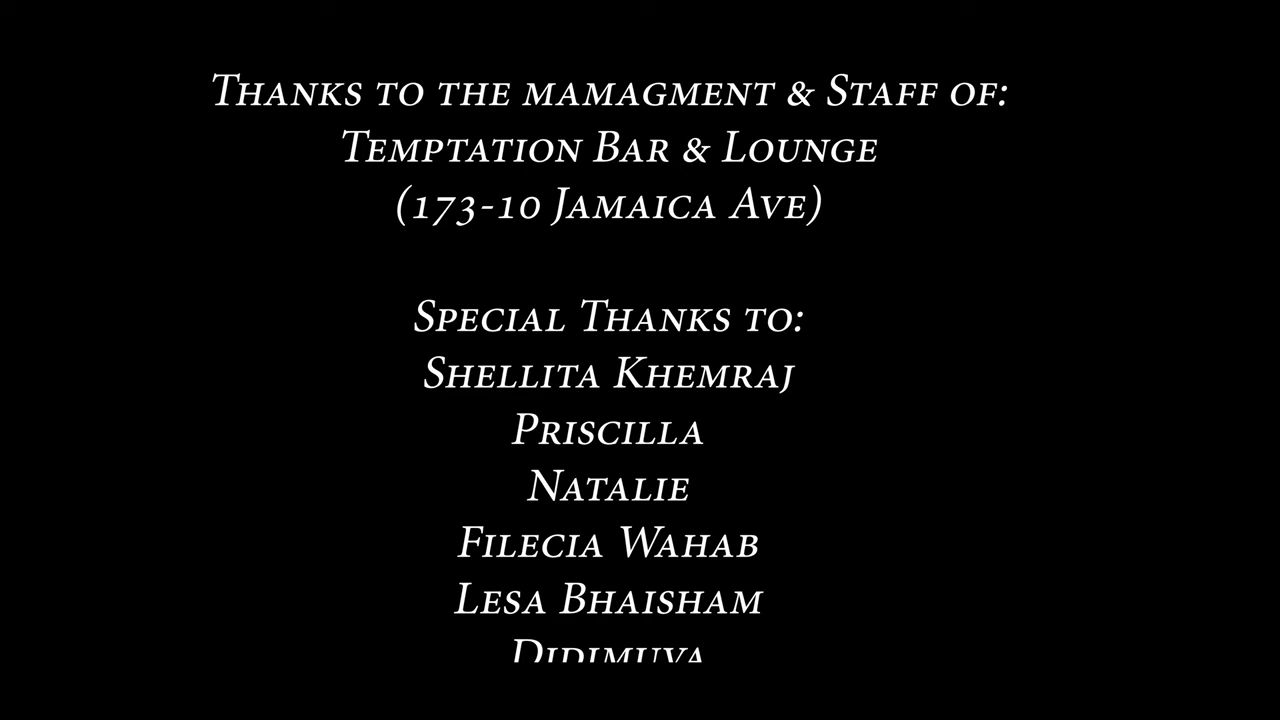 Thanks to the mamagment & Staff of:
Temptation Bar & Lounge
(173-10 Jamaica Ave)
Special Thanks to:
Shellita Khemraj
Priscilla
Natalie
Filecia Wahab
Lesa Bhaisham